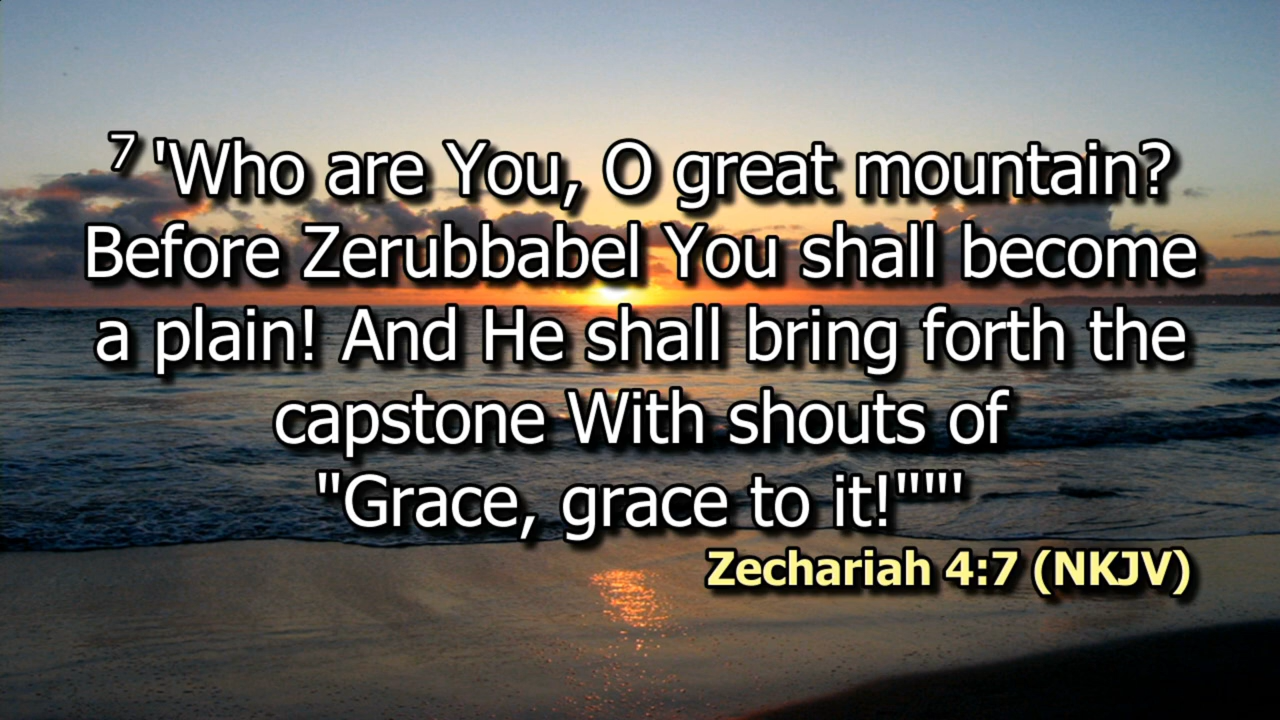 7 'Who are You, O great mountain?
Before Zerubbabel You shall become
a plain! And He shall bring forth the
capstone With shouts of
"Grace, grace to it!""'
Zechariah 4:7 (NKJV)